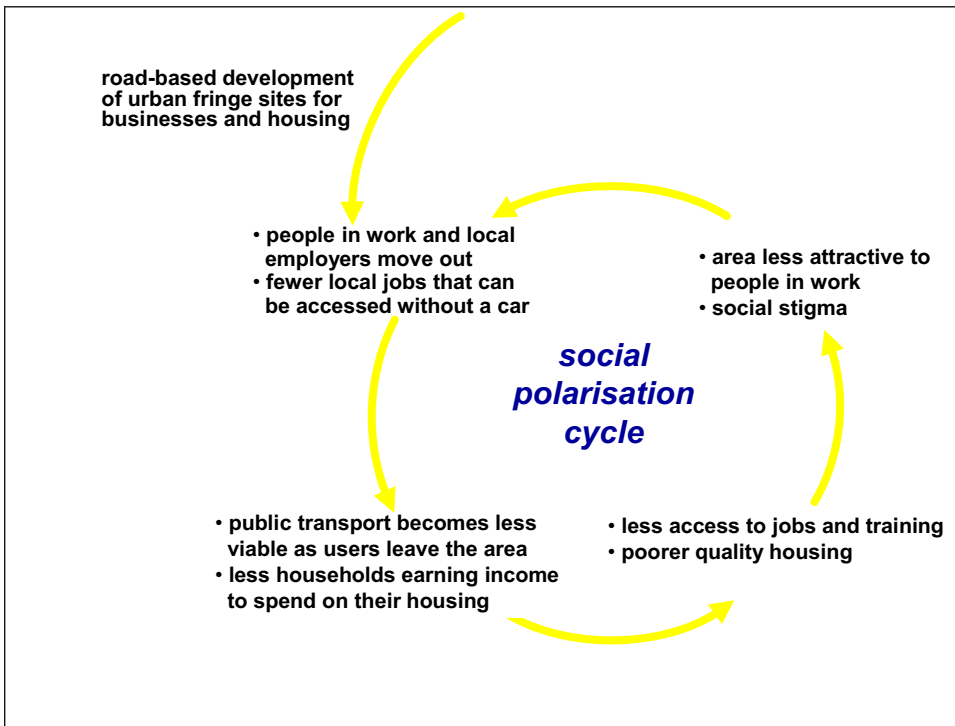 road-based development
of urban fringe sites for
businesses and housing
• people in work and local
employers move out
• fewer local jobs that can
be accessed without a car
• area less attractive to
people in work
• social stigma
social
polarisation
cycle
• public transport becomes less
viable as users leave the area
• less households earning income
to spend on their housing
• less access to jobs and training
• poorer quality housing